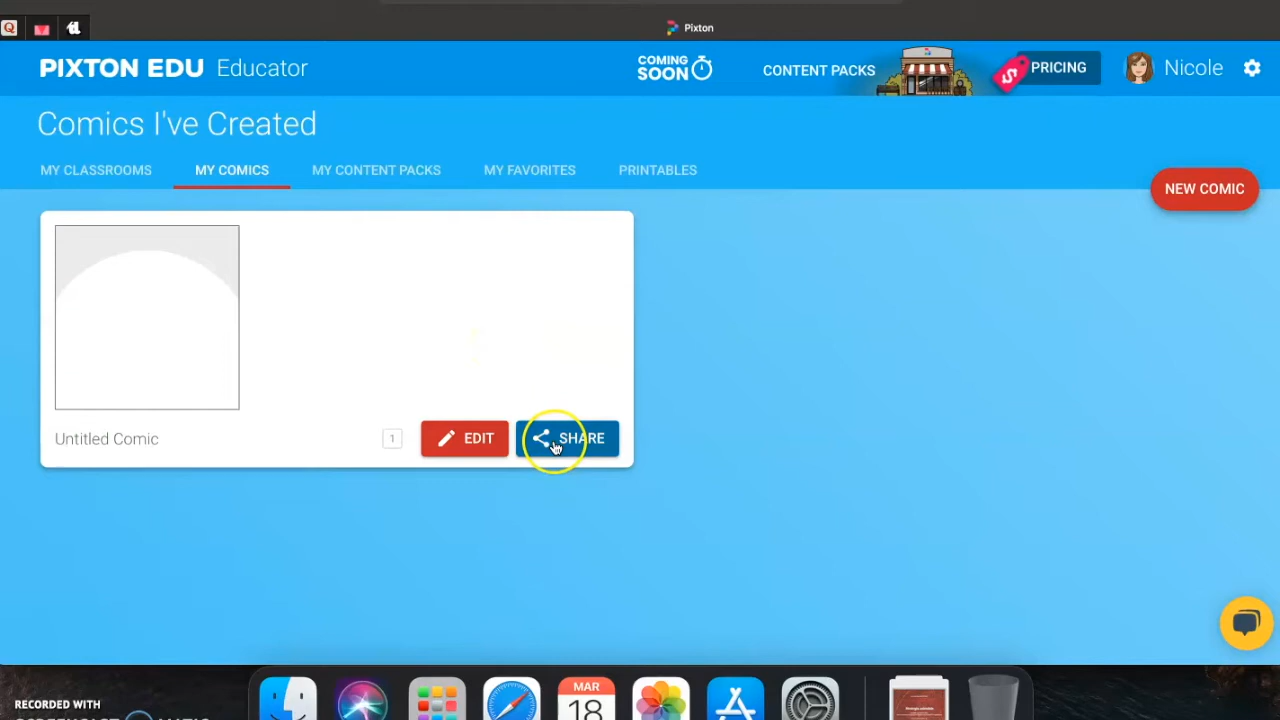 Pixton
PIXTON EDU Educator
COMING SOON
CONTENT PACKS
PRICING
Nicole
Comics I've Created
MY CLASSROOMS
MY COMICS
MY CONTENT PACKS
MY FAVORITES
PRINTABLES
NEW COMIC
Untitled Comic
1
EDIT
SHARE
MAR
18
RECORDED WITH